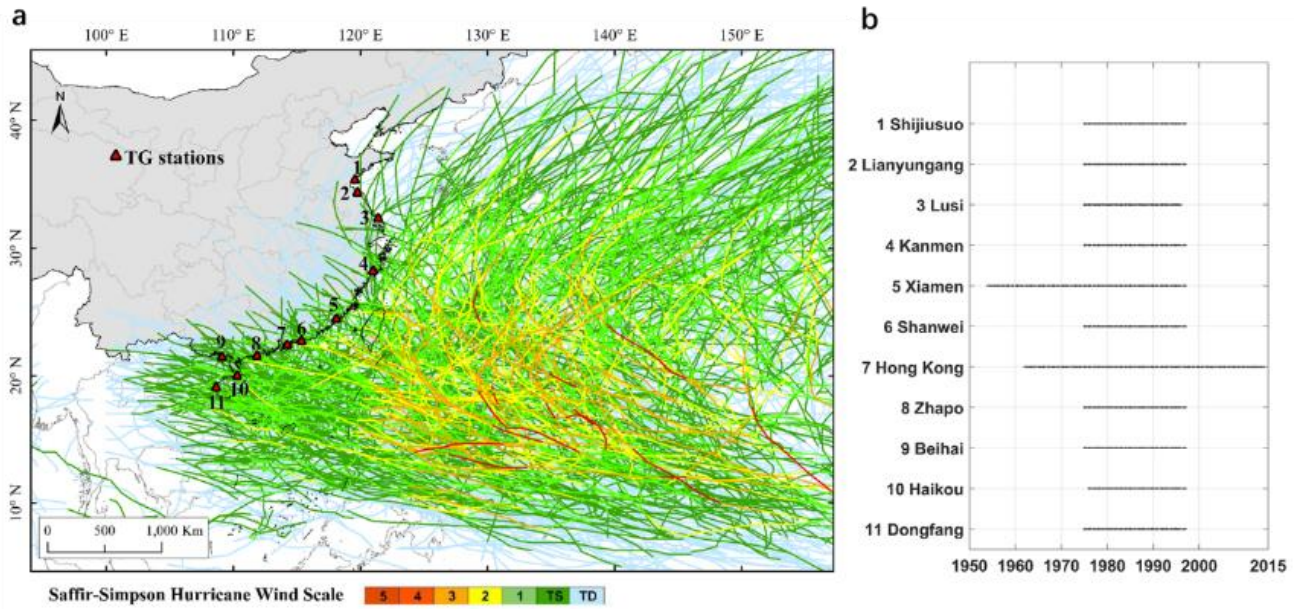 a
100° E 110° E 120° E 130° E 140° E 150° E
40° N
30° N
20° N
10° N
N
TG stations
1
2
3
4
5
6
7
8
9
10
11
0 500 1,000 Km
Saffir-Simpson Hurricane Wind Scale 5 4 3 2 1 TS TD
b
1 Shijiusuo
2 Lianyungang
3 Lusi
4 Kanmen
5 Xiamen
6 Shanwei
7 Hong Kong
8 Zhapo
9 Beihai
10 Haikou
11 Dongfang
1950 1960 1970 1980 1990 2000 2015